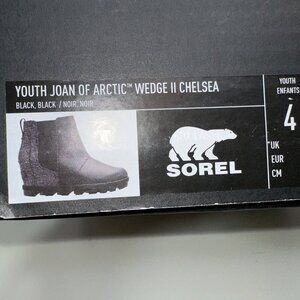 YOUTH JOAN OF ARCTIC™ WEDGE II CHELSEA
BLACK, BLACK / NOIR, NOIR
YOUTH
ENFANTS
4
SOREL
UK
EUR
CM